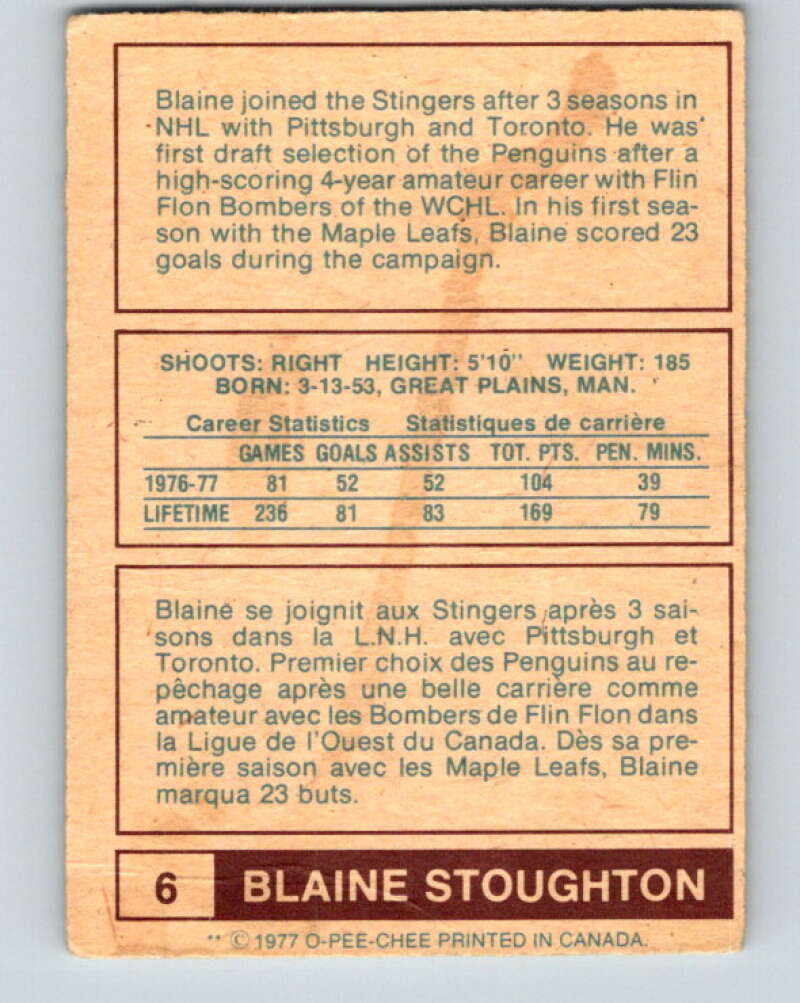 Blaine joined the Stingers after 3 seasons in
NHL with Pittsburgh and Toronto. He was
first draft selection of the Penguins after a
high-scoring 4-year amateur career with Flin
Flon Bombers of the WCHL. In his first sea-
son with the Maple Leafs, Blaine scored 23
goals during the campaign.
SHOOTS: RIGHT HEIGHT: 5'10" WEIGHT: 185
BORN: 3-13-53, GREAT PLAINS, MAN.
Career Statistics Statistiques de carrière
GAMES GOALS ASSISTS TOT. PTS. PEN. MINS.
1976-77 81 52 52 104 39
LIFETIME 236 81 83 169 79
Blaine se joignit aux Stingers après 3 sai-
sons dans la L.N.H. avec Pittsburgh et
Toronto. Premier choix des Penguins au re-
pêchage après une belle carrière comme
amateur avec les Bombers de Flin Flon dans
la Ligue de l'Ouest du Canada. Dès sa pre-
mière saison avec les Maple Leafs, Blaine
marqua 23 buts.
6 BLAINE STOUGHTON
** © 1977 O-PEE-CHEE PRINTED IN CANADA.